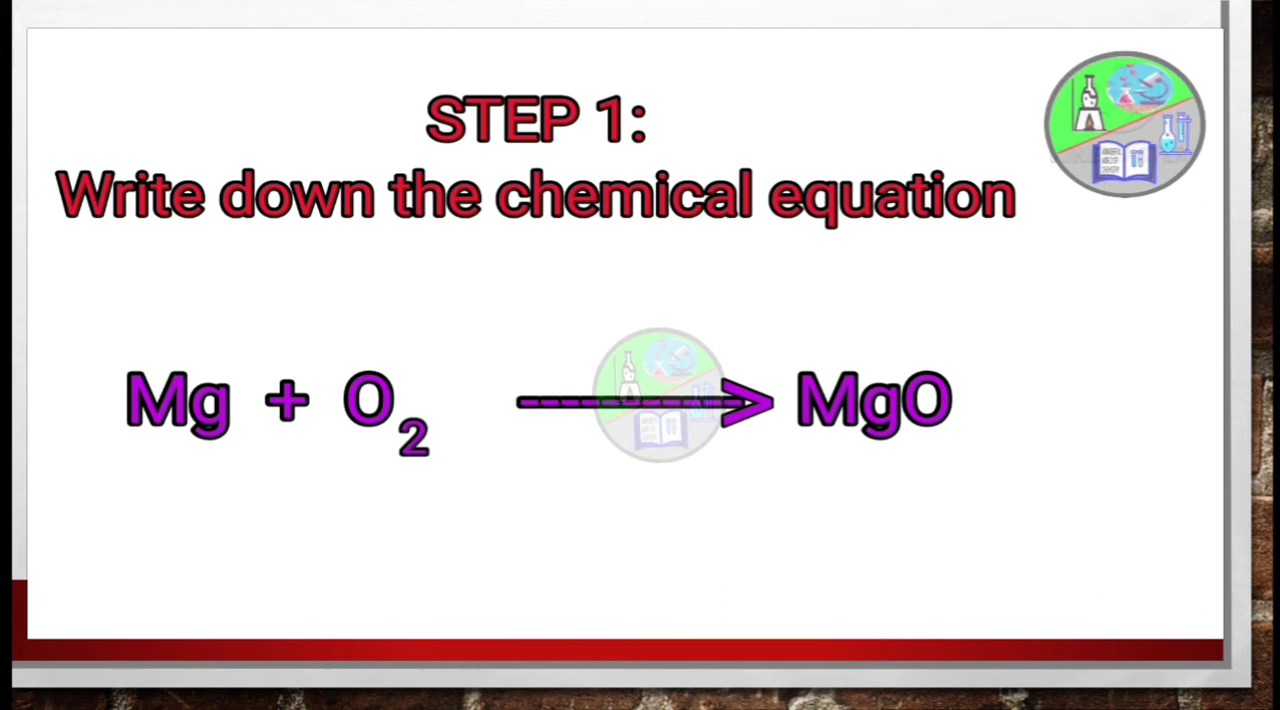 STEP 1:
Write down the chemical equation
Mg + O₂ ----------> MgO